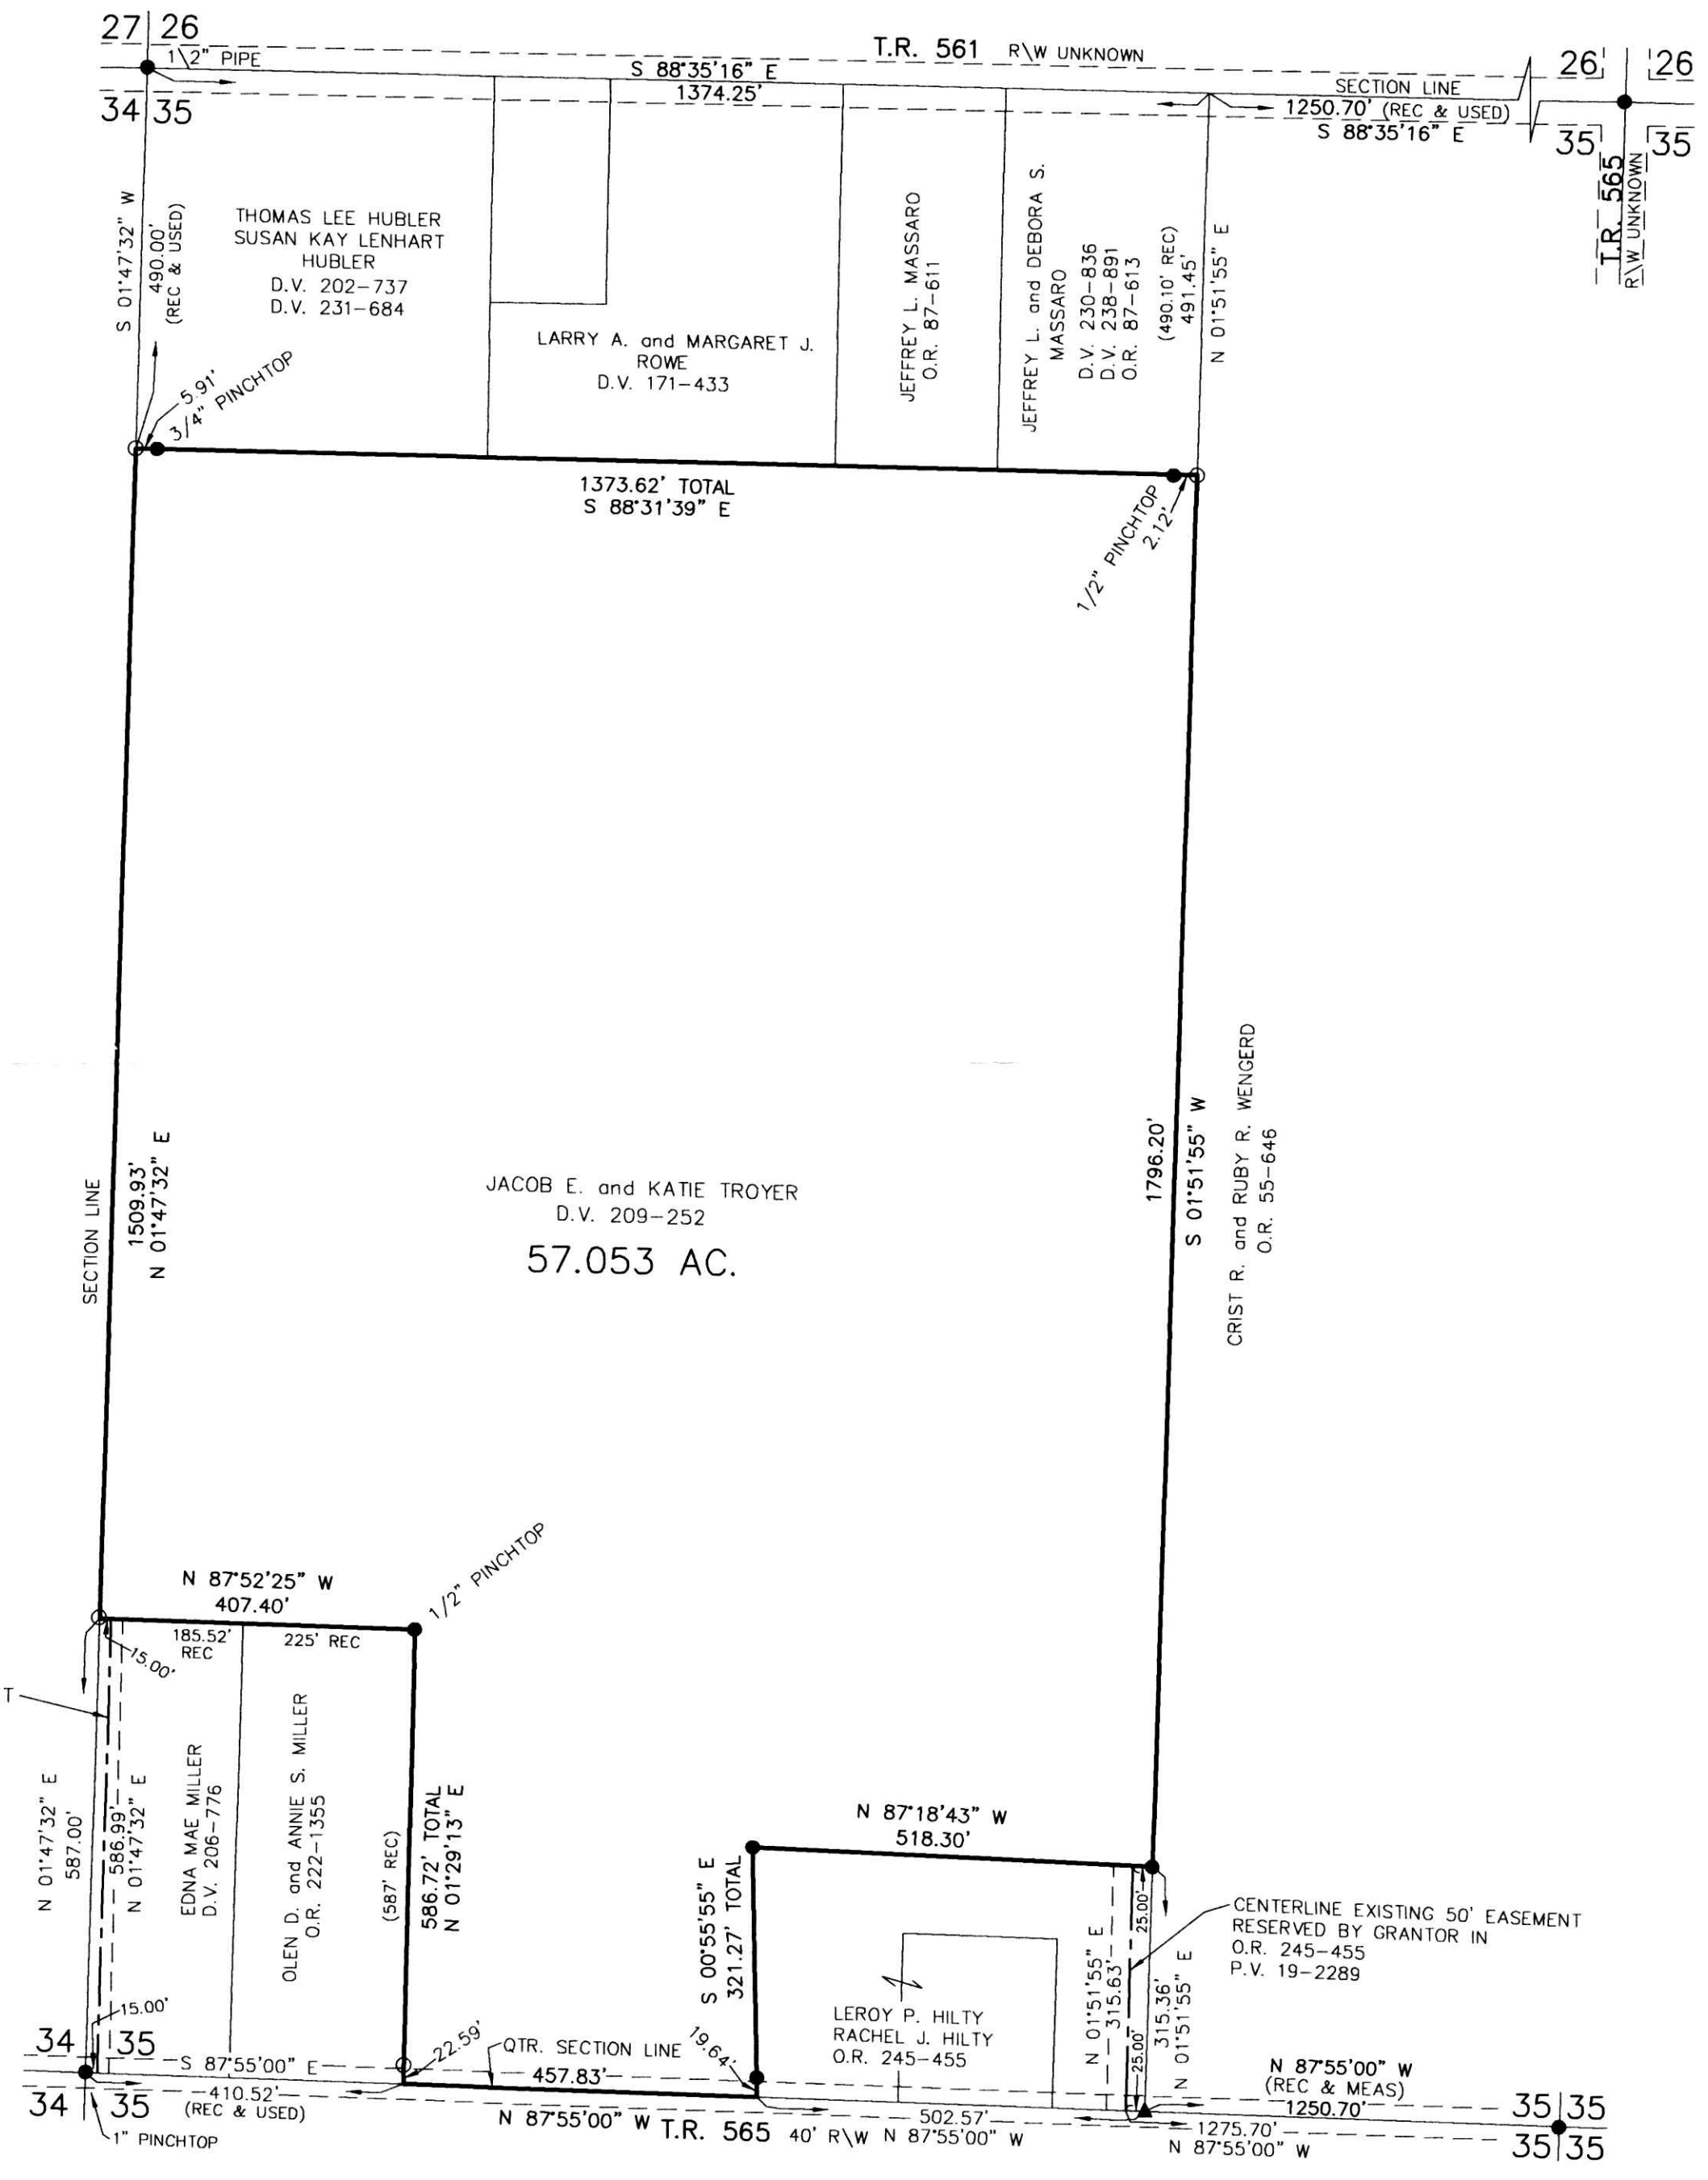 27 26
1\2" PIPE
T.R. 561 R\W UNKNOWN
S 88°35'16" E
1374.25'
SECTION LINE
1250.70' (REC & USED)
S 88°35'16" E
26 26
34 35
35 35
T.R. 565
R\W UNKNOWN
S 01°47'32" W
490.00'
(REC & USED)
THOMAS LEE HUBLER
SUSAN KAY LENHART
HUBLER
D.V. 202-737
D.V. 231-684
LARRY A. and MARGARET J.
ROWE
D.V. 171-433
JEFFREY L. MASSARO
O.R. 87-611
JEFFREY L. and DEBORA S.
MASSARO
D.V. 230-836
D.V. 238-891
O.R. 87-613
(490.10' REC)
491.45'
N 01°51'55" E
5.91'
3/4" PINCHTOP
1373.62' TOTAL
S 88°31'39" E
1/2" PINCHTOP
2.12'
SECTION LINE
1509.93'
N 01°47'32" E
JACOB E. and KATIE TROYER
D.V. 209-252
57.053 AC.
1796.20'
S 01°51'55" W
CRIST R. and RUBY R. WENGERD
O.R. 55-646
N 87°52'25" W
407.40'
185.52'
REC
225' REC
1/2" PINCHTOP
15.00'
T
N 01°47'32" E
587.00'
586.99'
N 01°47'32" E
EDNA MAE MILLER
D.V. 206-776
OLEN D. and ANNIE S. MILLER
O.R. 222-1355
(587' REC)
586.72' TOTAL
N 01°29'13" E
N 87°18'43" W
518.30'
S 00°55'55" E
321.27' TOTAL
LEROY P. HILTY
RACHEL J. HILTY
O.R. 245-455
N 01°51'55" E
315.63'
25.00'
25.00'
315.36'
N 01°51'55" E
CENTERLINE EXISTING 50' EASEMENT
RESERVED BY GRANTOR IN
O.R. 245-455
P.V. 19-2289
15.00'
34 35
S 87°55'00" E
410.52'
(REC & USED)
34 35
1" PINCHTOP
22.59'
QTR. SECTION LINE
19.64'
457.83'
N 87°55'00" W T.R. 565 40' R\W N 87°55'00" W
502.57'
N 87°55'00" W
(REC & MEAS)
1250.70'
1275.70'
N 87°55'00" W
35 35
35 35